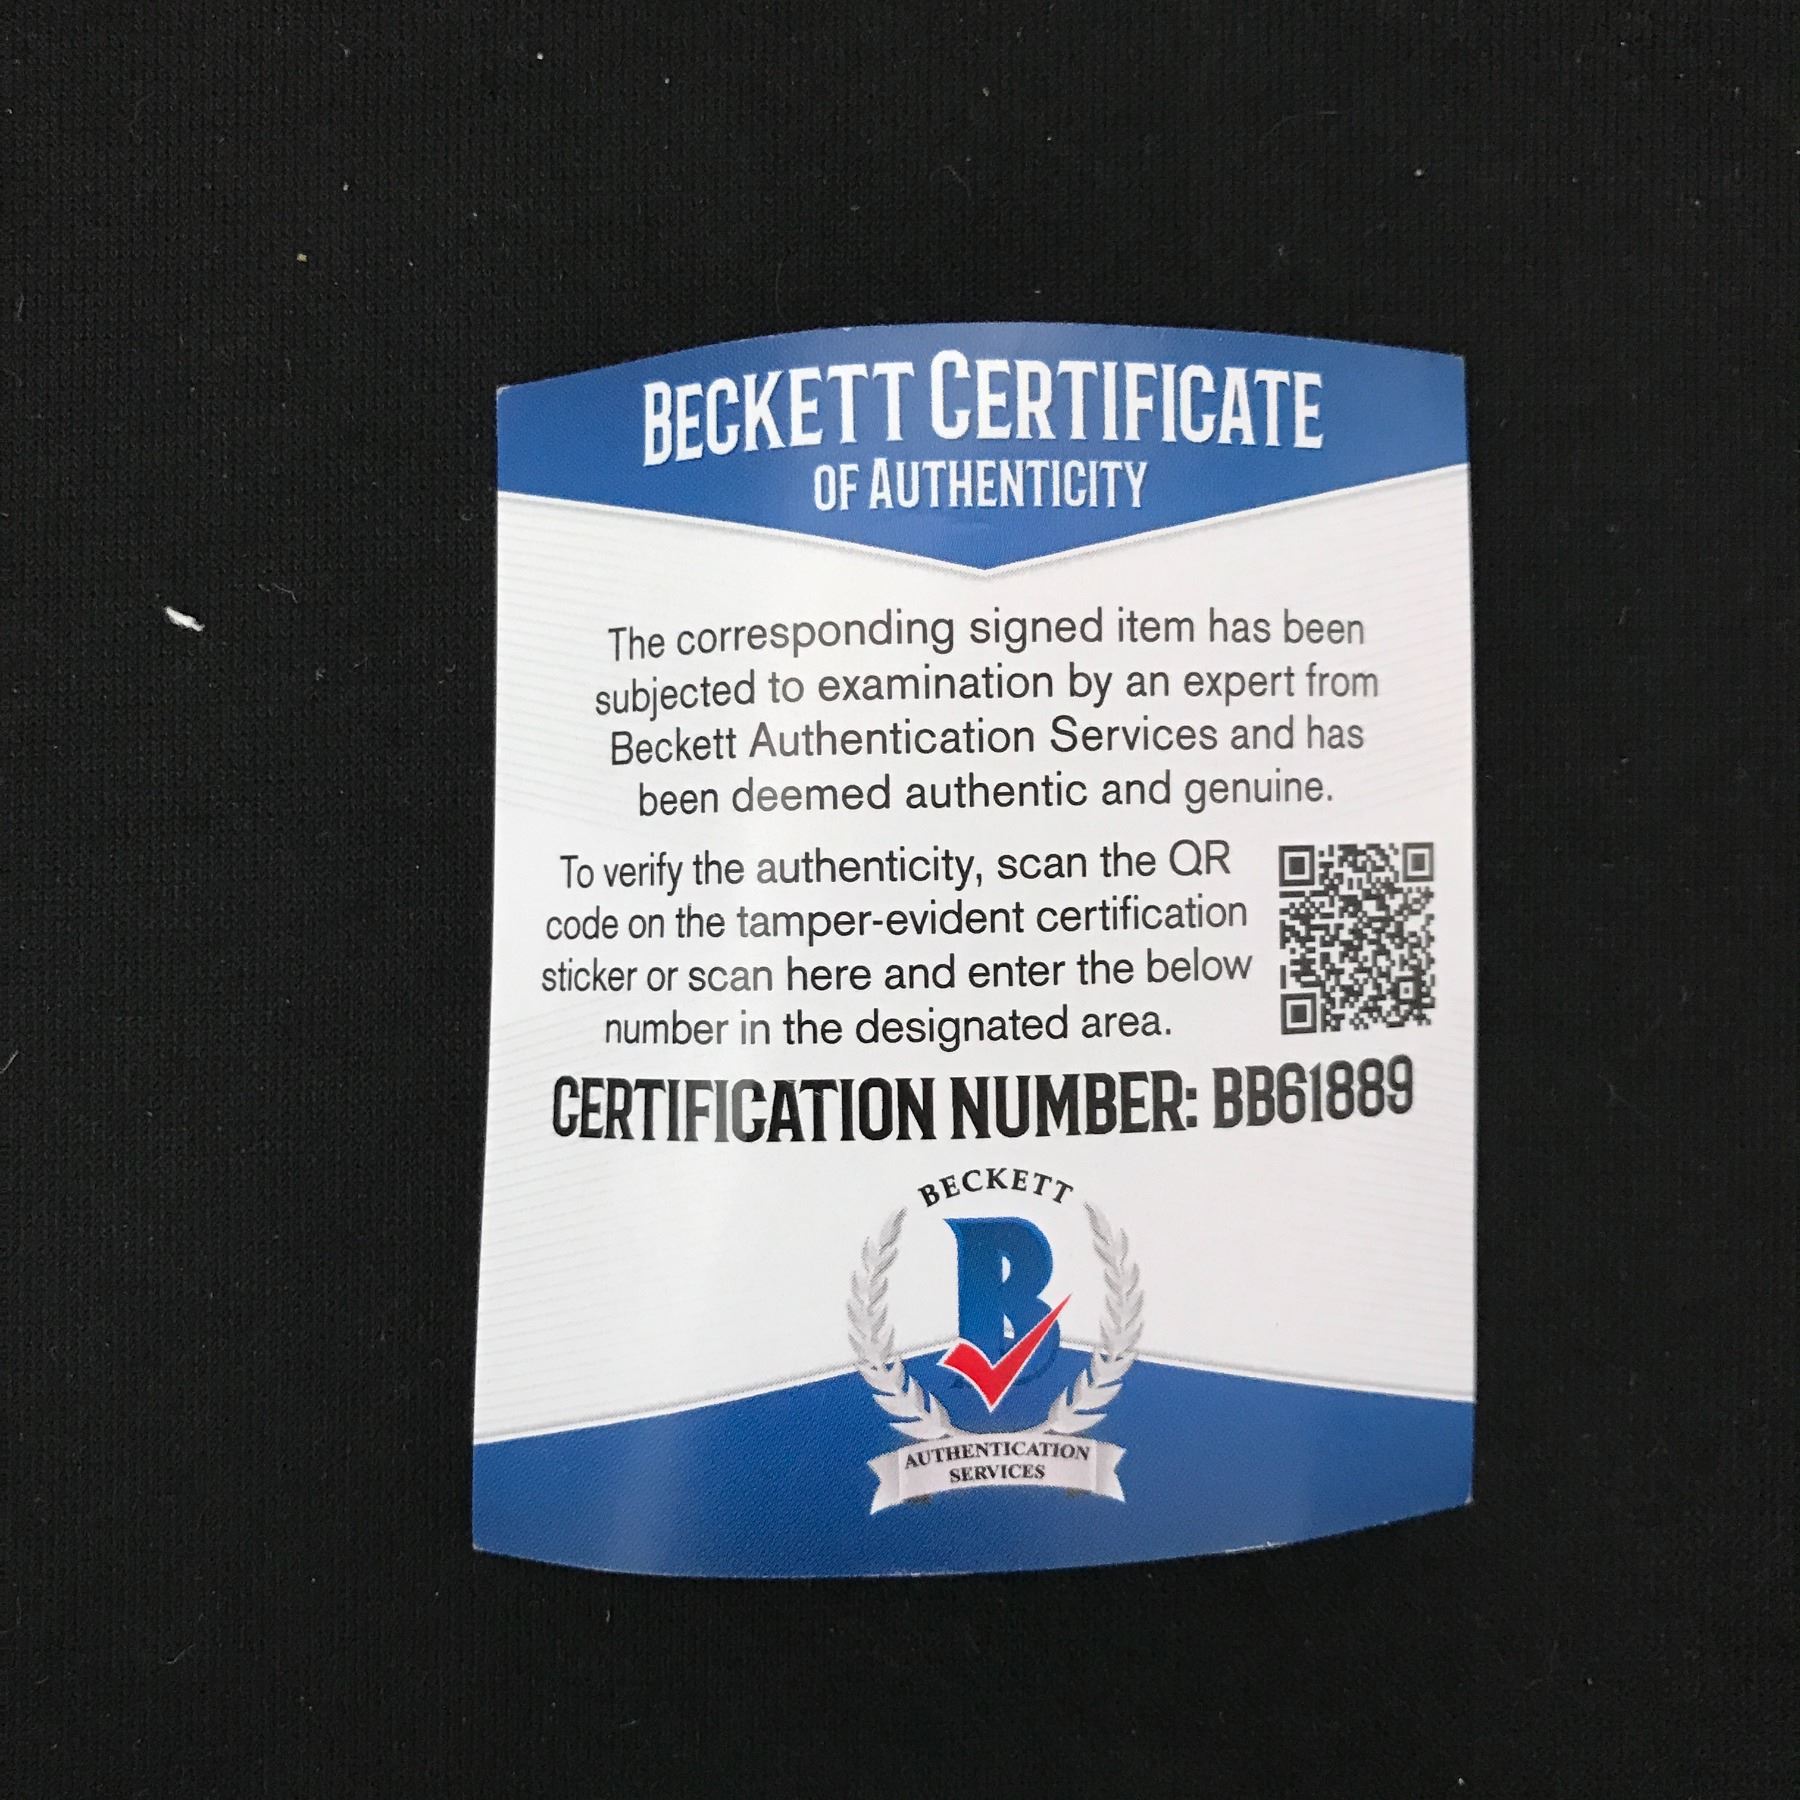 BECKETT CERTIFICATE
OF AUTHENTICITY
The corresponding signed item has been
subjected to examination by an expert from
Beckett Authentication Services and has
been deemed authentic and genuine.
To verify the authenticity, scan the QR
code on the tamper-evident certification
sticker or scan here and enter the below
number in the designated area.
CERTIFICATION NUMBER: BB61889
BECKETT
B
AUTHENTICATION
SERVICES